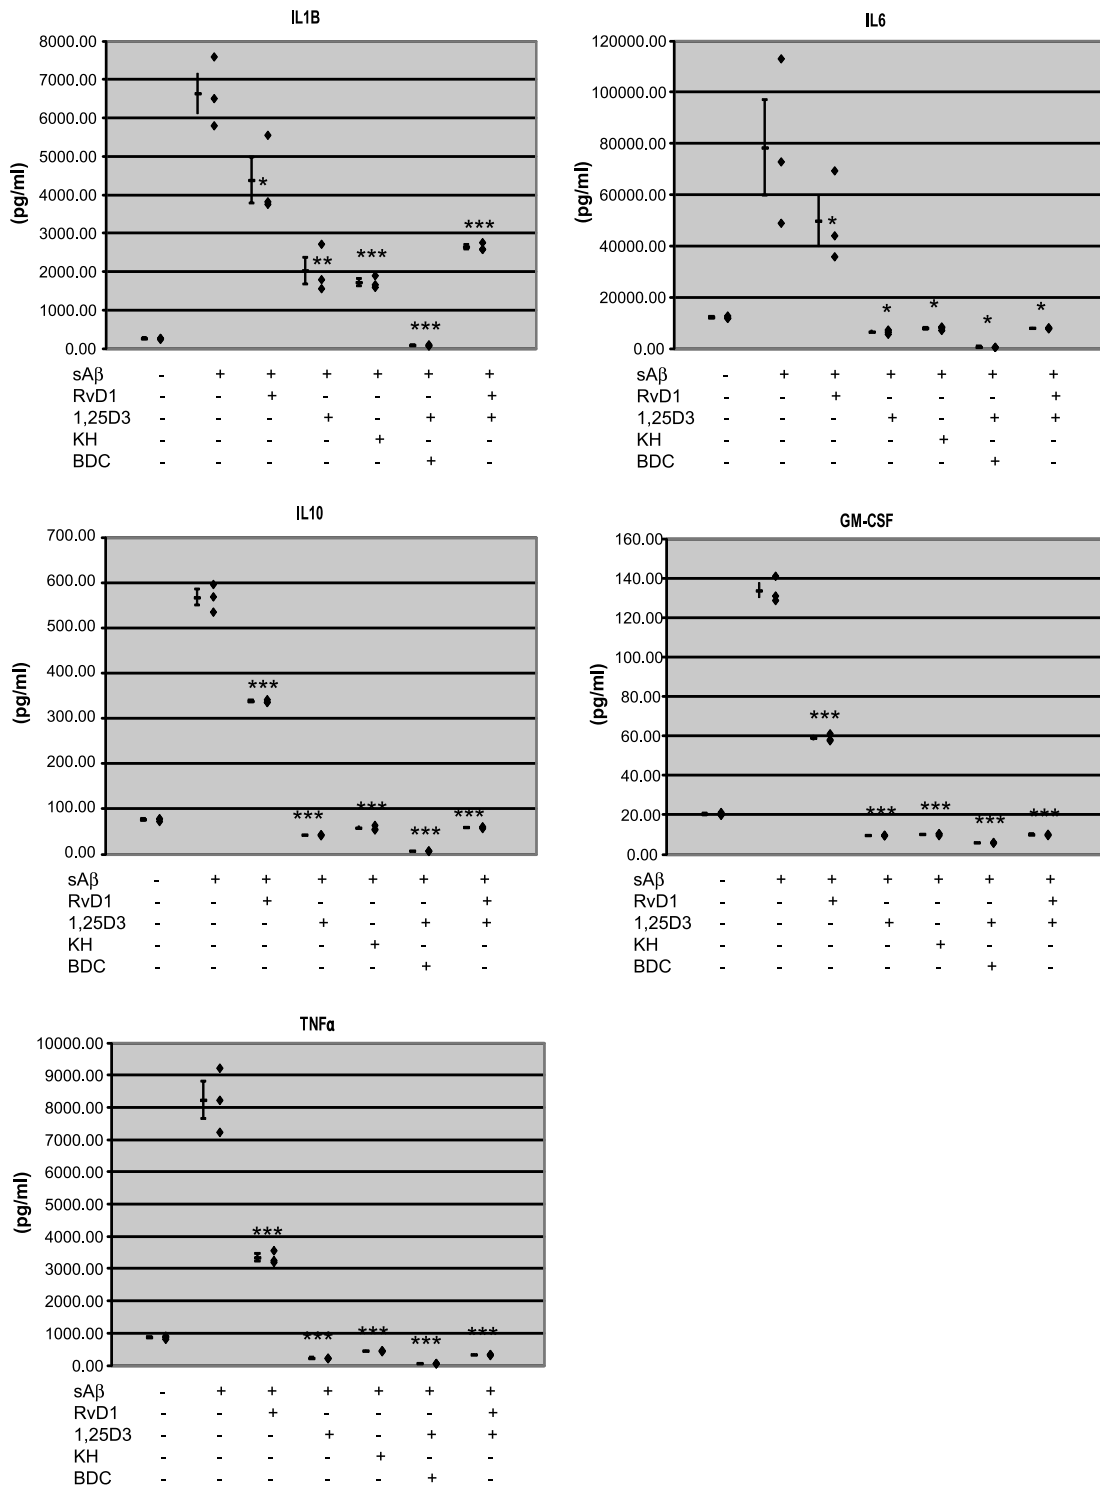 IL1B
8000.00
7000.00
6000.00
5000.00
4000.00
3000.00
2000.00
1000.00
0.00
(pg/ml)
*
**
***
***
***
sAβ - + + + + + +
RvD1 - - + - - - +
1,25D3 - - - + - + +
KH - - - - + - -
BDC - - - - - + -
IL6
120000.00
100000.00
80000.00
60000.00
40000.00
20000.00
0.00
(pg/ml)
*
*
*
*
*
sAβ - + + + + + +
RvD1 - - + - - - +
1,25D3 - - - + - + +
KH - - - - + - -
BDC - - - - - + -
IL10
700.00
600.00
500.00
400.00
300.00
200.00
100.00
0.00
(pg/ml)
***
***
***
***
***
sAβ - + + + + + +
RvD1 - - + - - - +
1,25D3 - - - + - + +
KH - - - - + - -
BDC - - - - - + -
GM-CSF
160.00
140.00
120.00
100.00
80.00
60.00
40.00
20.00
0.00
(pg/ml)
***
***
***
***
***
sAβ - + + + + + +
RvD1 - - + - - - +
1,25D3 - - - + - + +
KH - - - - + - -
BDC - - - - - + -
TNFα
10000.00
9000.00
8000.00
7000.00
6000.00
5000.00
4000.00
3000.00
2000.00
1000.00
0.00
(pg/ml)
***
***
***
***
***
sAβ - + + + + + +
RvD1 - - + - - - +
1,25D3 - - - + - + +
KH - - - - + - -
BDC - - - - - + -